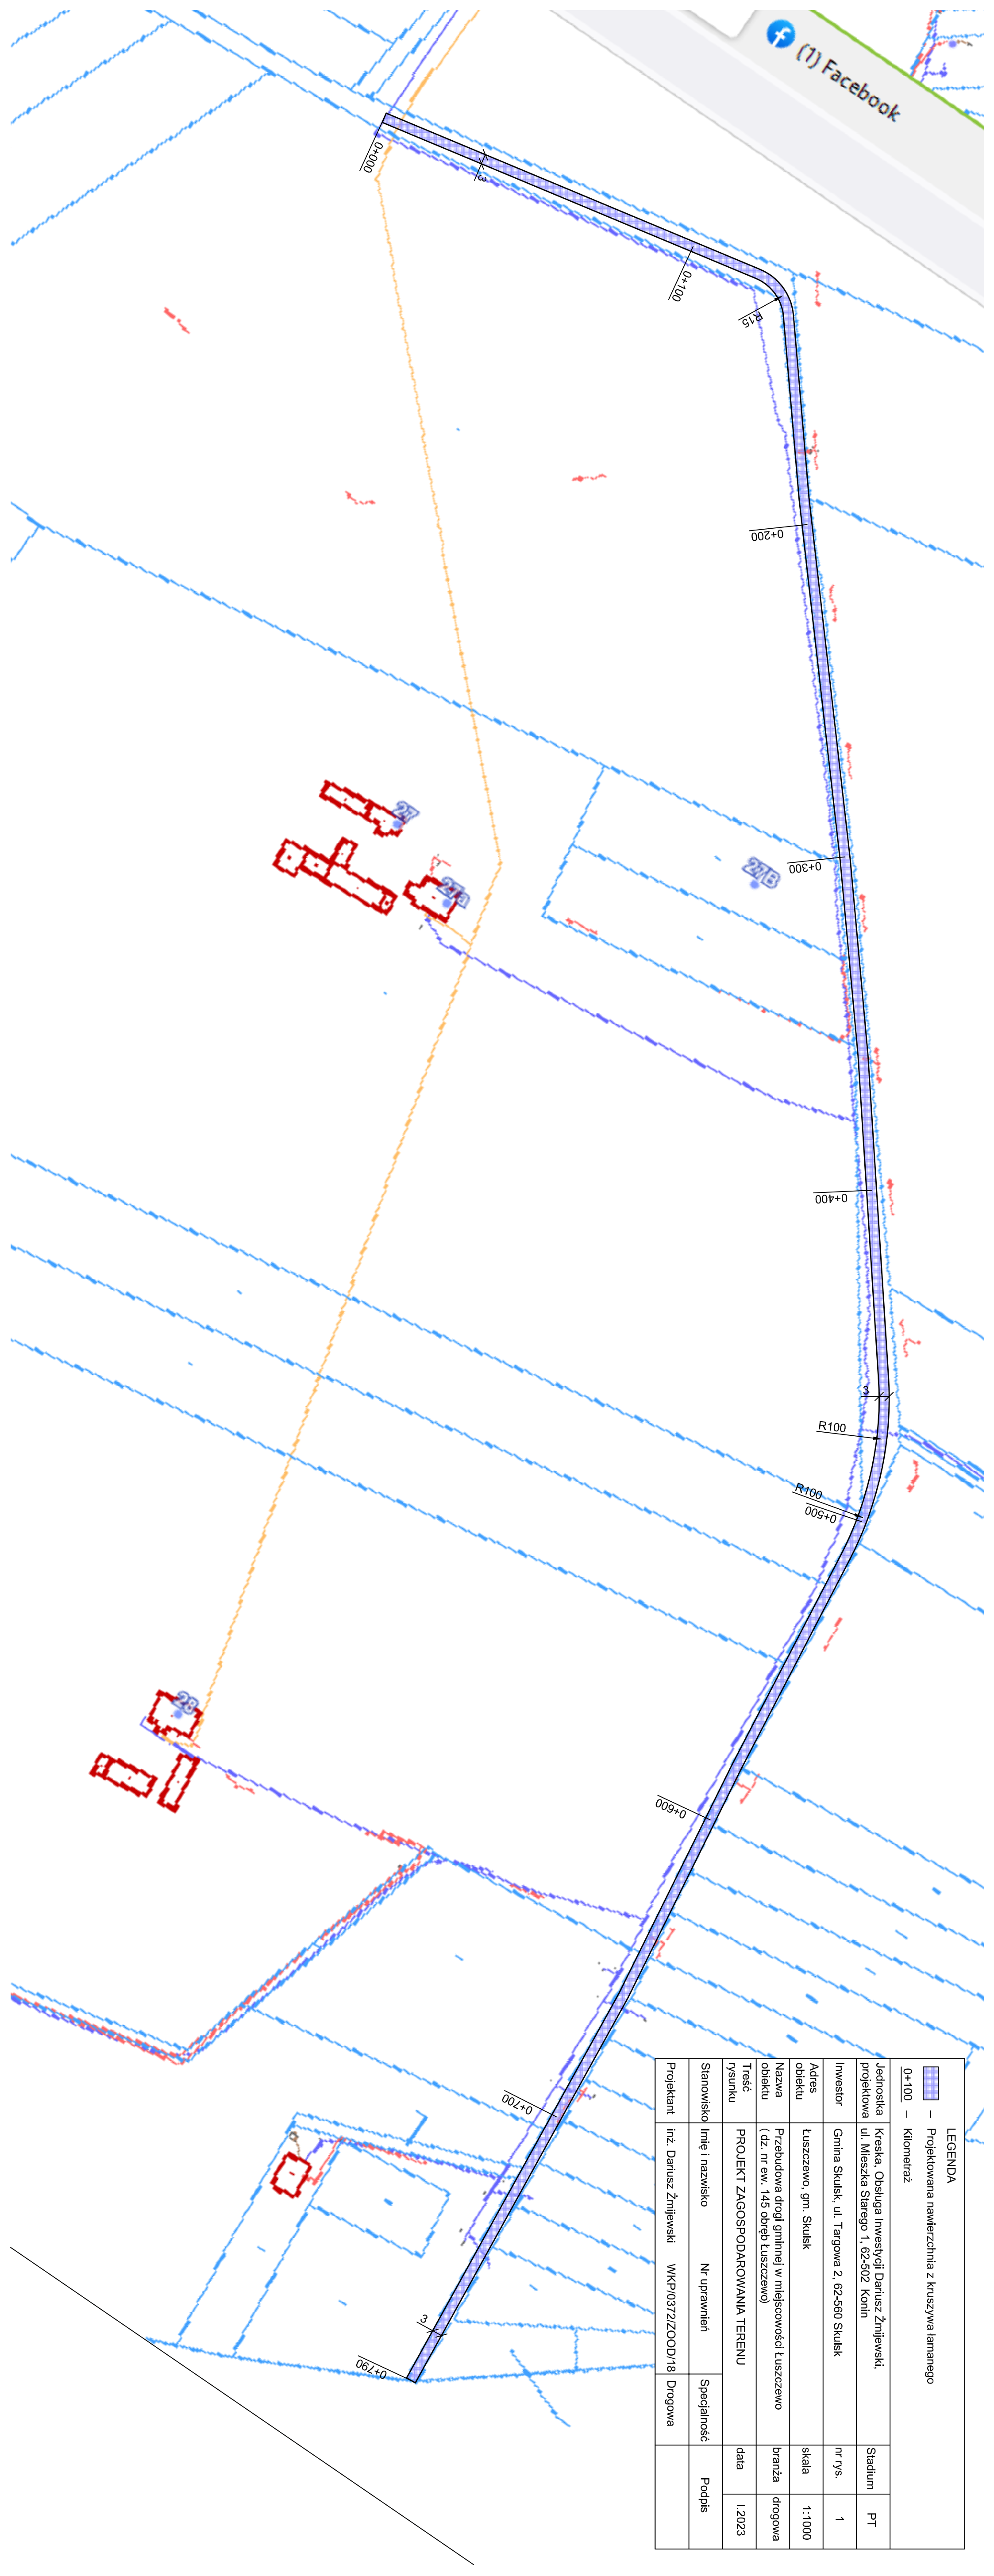 (1) Facebook
0+000
3
0+100
R15
0+200
27
27a
27B
0+300
0+400
3
R100
R100
0+500
28
0+600
0+700
3
0+790
LEGENDA
– Projektowana nawierzchnia z kruszywa łamanego
0+100 – Kilometraż
Jednostka projektowa
Kreska, Obsługa Inwestycji Dariusz Żmijewski,
ul. Mieszka Starego 1, 62-502 Konin
Stadium PT
Inwestor Gmina Skulsk, ul. Targowa 2, 62-560 Skulsk nr rys. 1
Adres obiektu
Łuszczewo, gm. Skulsk skala 1:1000
Nazwa obiektu
Przebudowa drogi gminnej w miejscowości Łuszczewo
( dz. nr ew. 145 obręb Łuszczewo)
branża drogowa
Treść rysunku
PROJEKT ZAGOSPODAROWANIA TERENU data I.2023
Stanowisko Imię i nazwisko Nr uprawnień Specjalność Podpis
Projektant inż. Dariusz Żmijewski WKP/0372/ZOOD/18 Drogowa